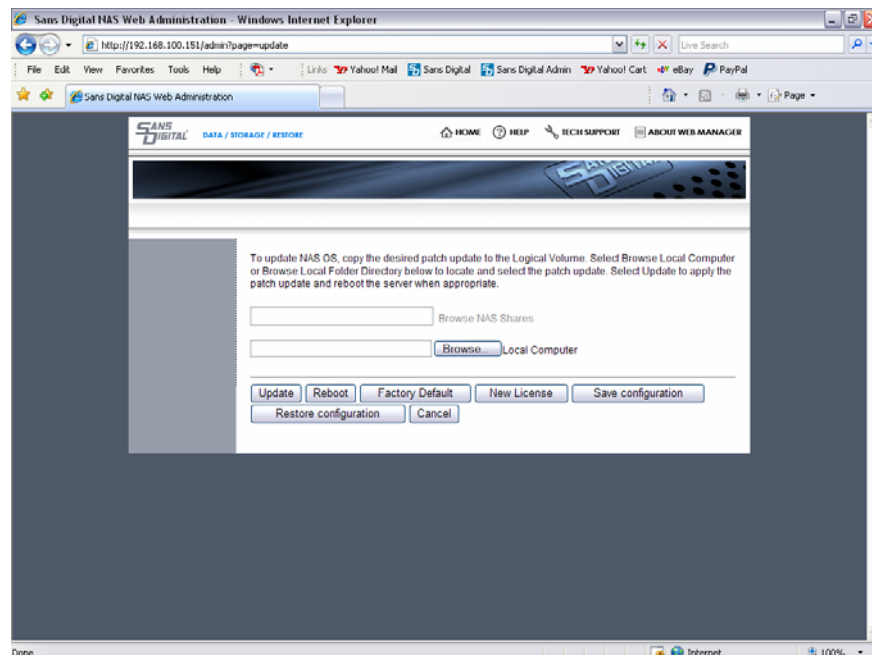 Sans Digital NAS Web Administration - Windows Internet Explorer
http://192.168.100.151/admin?page=update
Live Search
File Edit View Favorites Tools Help
Links Yahoo! Mail Sans Digital Sans Digital Admin Yahoo! Cart eBay PayPal
Sans Digital NAS Web Administration
Page
SANS DIGITAL DATA / STORAGE / RESTORE
HOME HELP TECH SUPPORT ABOUT WEB MANAGER
SANS DIGITAL
To update NAS OS, copy the desired patch update to the Logical Volume. Select Browse Local Computer
or Browse Local Folder Directory below to locate and select the patch update. Select Update to apply the
patch update and reboot the server when appropriate.
Browse NAS Shares
Browse... Local Computer
Update Reboot Factory Default New License Save configuration
Restore configuration Cancel
Done Internet 100%